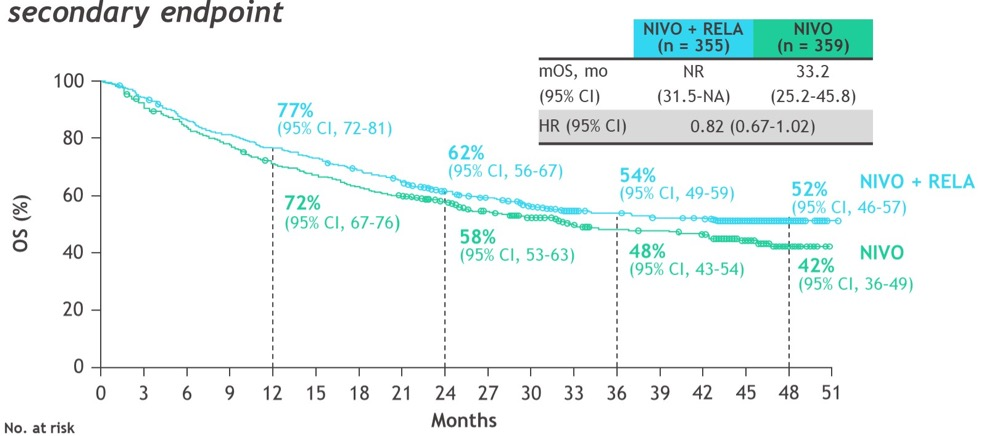 secondary endpoint
NIVO + RELA
(n = 355)
NIVO
(n = 359)
mOS, mo
(95% CI)
NR
(31.5-NA)
33.2
(25.2-45.8)
HR (95% CI)
0.82 (0.67-1.02)
OS (%)
100
80
60
40
20
0
77%
(95% CI, 72-81)
72%
(95% CI, 67-76)
62%
(95% CI, 56-67)
58%
(95% CI, 53-63)
54%
(95% CI, 49-59)
48%
(95% CI, 43-54)
52%
(95% CI, 46-57)
42%
(95% CI, 36-49)
NIVO + RELA
NIVO
0 3 6 9 12 15 18 21 24 27 30 33 36 39 42 45 48 51
Months
No. at risk